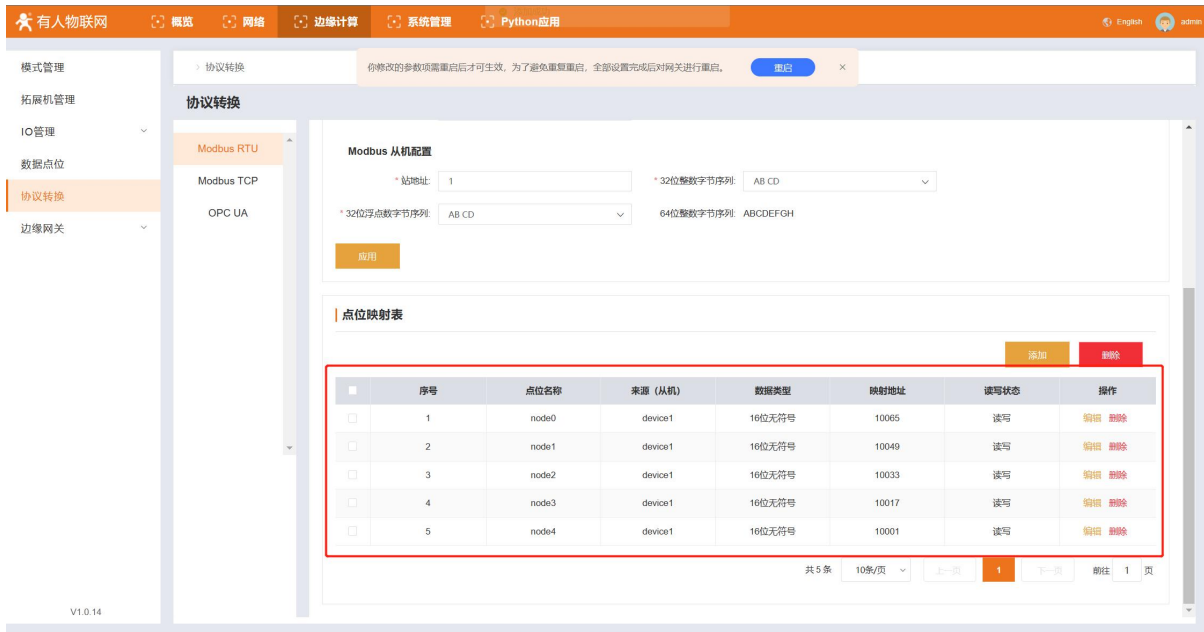 有人物联网 概览 网络 边缘计算 系统管理 Python应用 English admin
模式管理
拓展机管理
IO管理
数据点位
协议转换
边缘网关
V1.0.14
协议转换
你修改的参数项需重启后才可生效，为了避免重复重启，全部设置完成后对网关进行重启。 重启 ×
协议转换
Modbus RTU
Modbus TCP
OPC UA
Modbus 从机配置
* 站地址: 1 * 32位整数字节序列: AB CD
* 32位浮点数字节序列: AB CD 64位整数字节序列: ABCDEFGH
应用
点位映射表
添加 删除
序号 点位名称 来源（从机） 数据类型 映射地址 读写状态 操作
1 node0 device1 16位无符号 10065 读写 编辑 删除
2 node1 device1 16位无符号 10049 读写 编辑 删除
3 node2 device1 16位无符号 10033 读写 编辑 删除
4 node3 device1 16位无符号 10017 读写 编辑 删除
5 node4 device1 16位无符号 10001 读写 编辑 删除
共 5 条 10条/页 上一页 1 下一页 前往 1 页